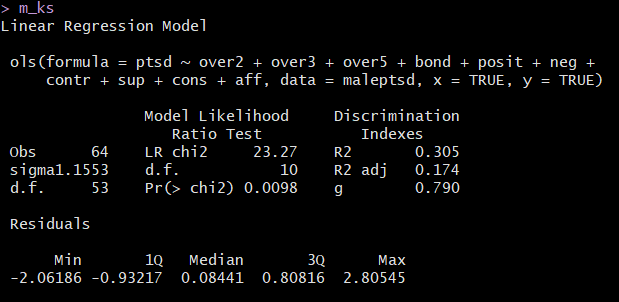 > m_ks
Linear Regression Model

 ols(formula = ptsd ~ over2 + over3 + over5 + bond + posit + neg +
     contr + sup + cons + aff, data = maleptsd, x = TRUE, y = TRUE)

                Model Likelihood     Discrimination
                   Ratio Test           Indexes
 Obs      64    LR chi2     23.27    R2       0.305
 sigma1.1553    d.f.           10    R2 adj   0.174
 d.f.     53    Pr(> chi2) 0.0098    g        0.790

 Residuals

      Min       1Q   Median       3Q      Max
 -2.06186 -0.93217  0.08441  0.80816  2.80545